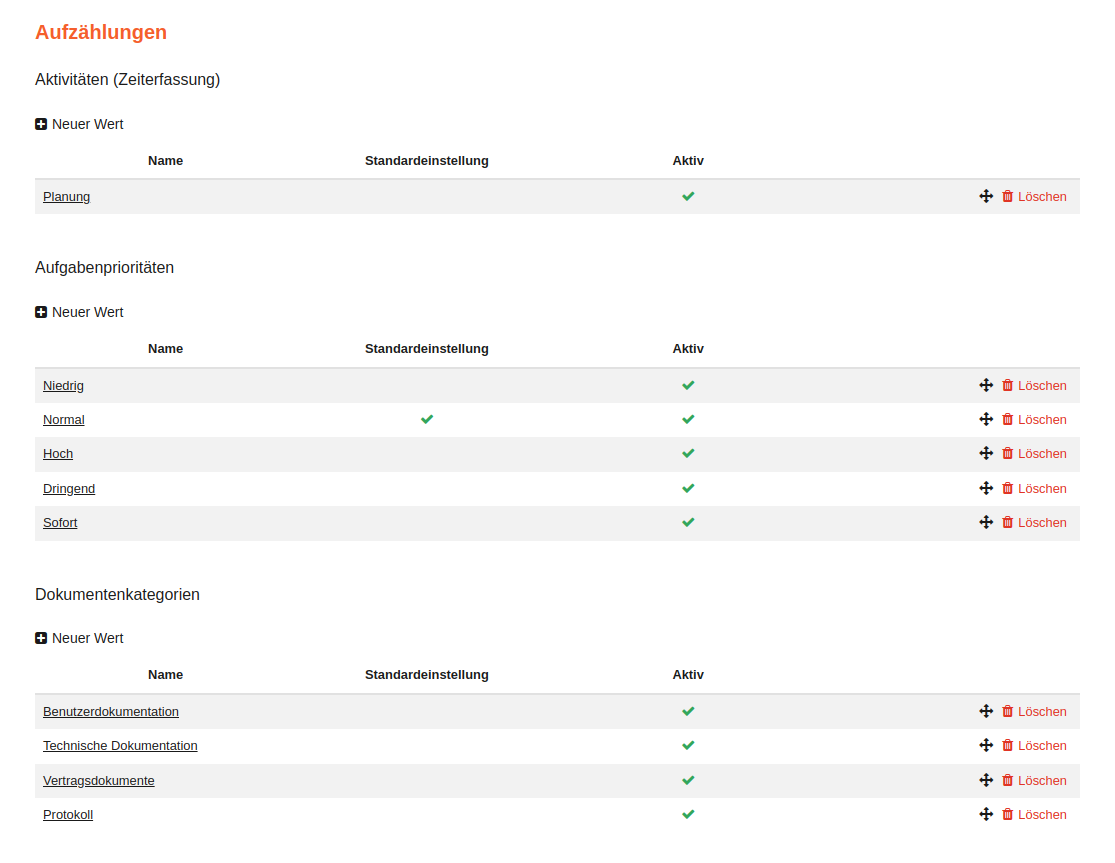 Aufzählungen
Aktivitäten (Zeiterfassung)
Neuer Wert
Name Standardeinstellung Aktiv
Planung Löschen
Aufgabenprioritäten
Neuer Wert
Name Standardeinstellung Aktiv
Niedrig Löschen
Normal Löschen
Hoch Löschen
Dringend Löschen
Sofort Löschen
Dokumentenkategorien
Neuer Wert
Name Standardeinstellung Aktiv
Benutzerdokumentation Löschen
Technische Dokumentation Löschen
Vertragsdokumente Löschen
Protokoll Löschen